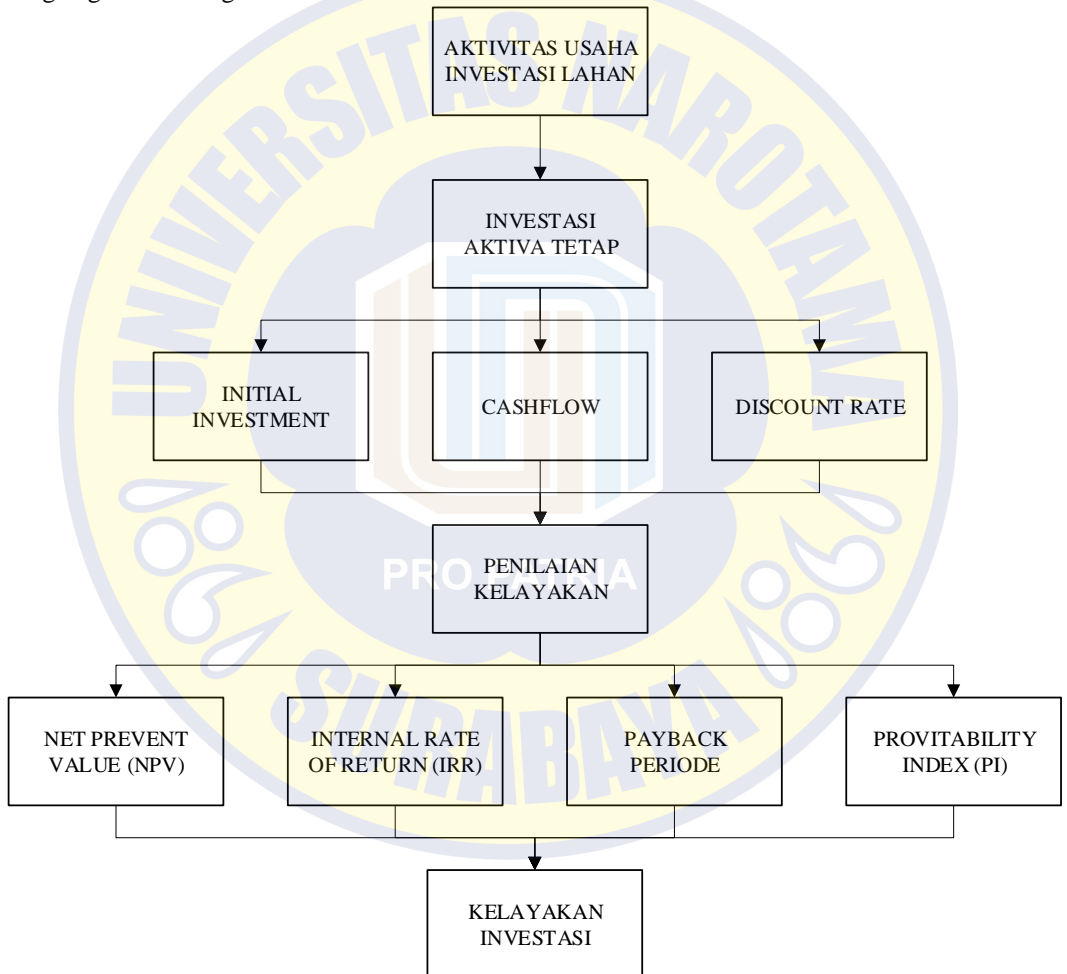 AKTIVITAS USAHA
INVESTASI LAHAN
INVESTASI
AKTIVA TETAP
INITIAL
INVESTMENT
CASHFLOW
DISCOUNT RATE
PENILAIAN
KELAYAKAN
NET PREVENT
VALUE (NPV)
INTERNAL RATE
OF RETURN (IRR)
PAYBACK
PERIODE
PROVITABILITY
INDEX (PI)
KELAYAKAN
INVESTASI
UNIVERSITAS NAROTAMA
PRO PATRIA
SURABAYA